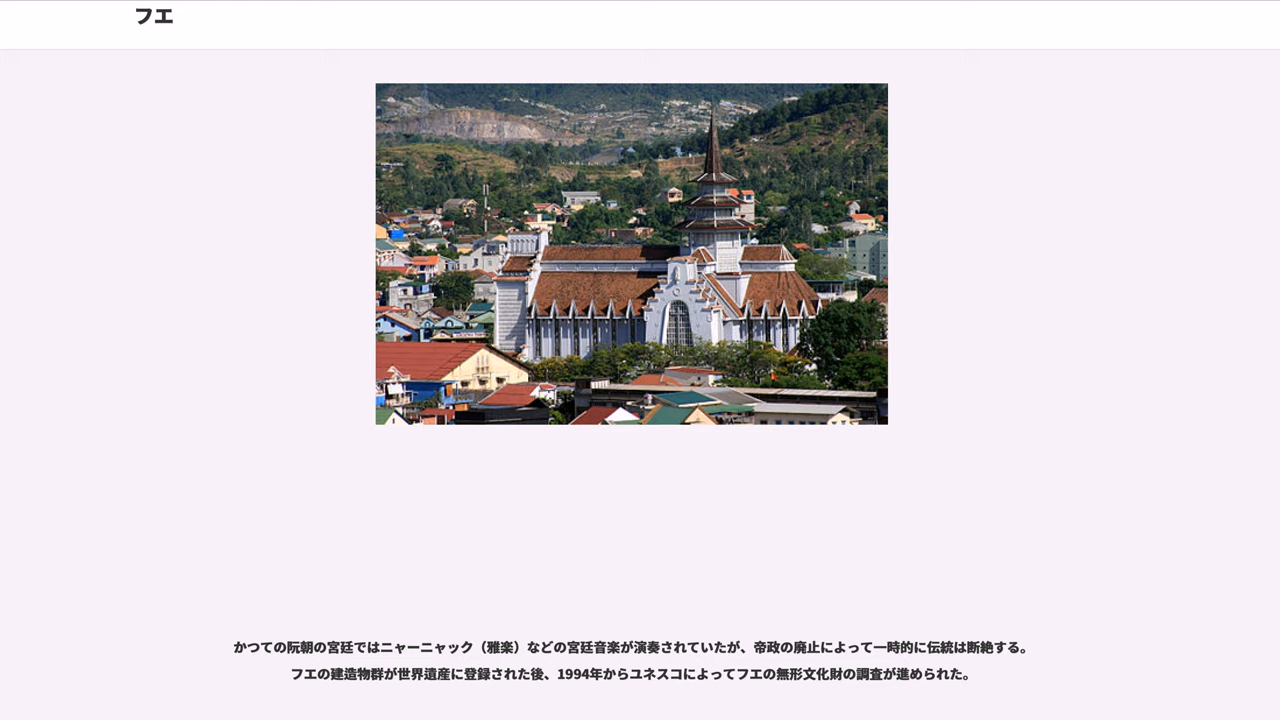 フエ
かつての阮朝の宮廷ではニャーニャック（雅楽）などの宮廷音楽が演奏されていたが、帝政の廃止によって一時的に伝統は断絶する。
フエの建造物群が世界遺産に登録された後、1994年からユネスコによってフエの無形文化財の調査が進められた。